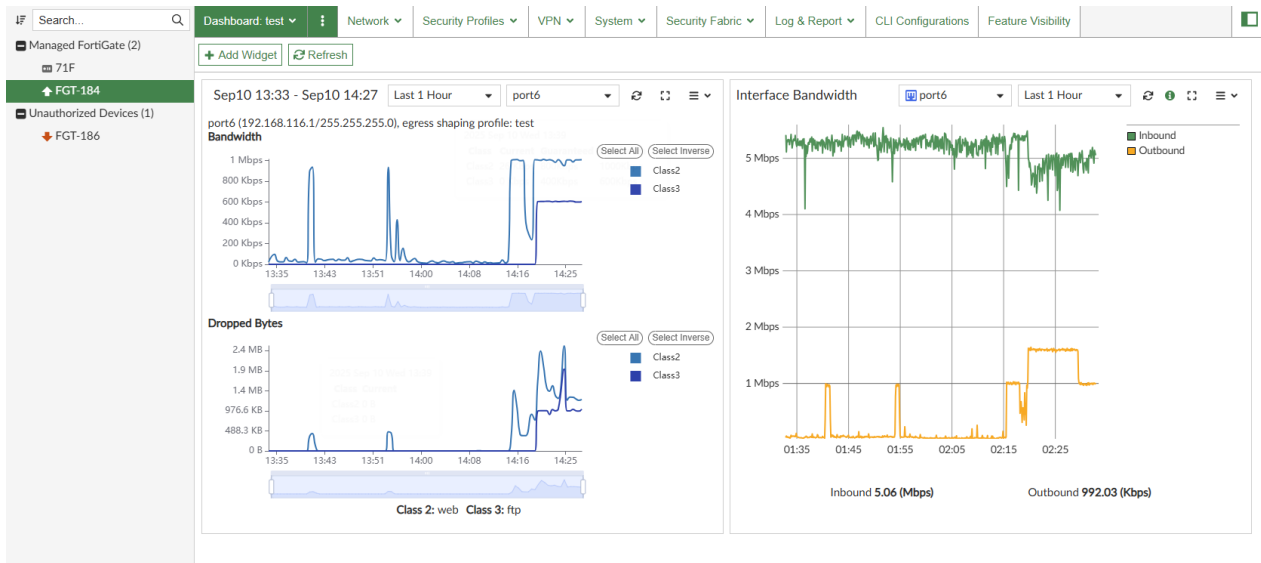 Search...
Dashboard: test
Network
Security Profiles
VPN
System
Security Fabric
Log & Report
CLI Configurations
Feature Visibility
Managed FortiGate (2)
71F
FGT-184
Unauthorized Devices (1)
FGT-186
+ Add Widget
Refresh
Sep10 13:33 - Sep10 14:27
Last 1 Hour
port6
port6 (192.168.116.1/255.255.255.0), egress shaping profile: test
Bandwidth
Select All
Select Inverse
Class2
Class3
1 Mbps
800 Kbps
600 Kbps
400 Kbps
200 Kbps
0 Kbps
13:35 13:43 13:51 14:00 14:08 14:16 14:25
Dropped Bytes
Select All
Select Inverse
Class2
Class3
2.4 MB
1.9 MB
1.4 MB
976.6 KB
488.3 KB
0 B
13:35 13:43 13:51 14:00 14:08 14:16 14:25
Class 2: web Class 3: ftp
Interface Bandwidth
port6
Last 1 Hour
Inbound
Outbound
5 Mbps
4 Mbps
3 Mbps
2 Mbps
1 Mbps
01:35 01:45 01:55 02:05 02:15 02:25
Inbound 5.06 (Mbps)
Outbound 992.03 (Kbps)